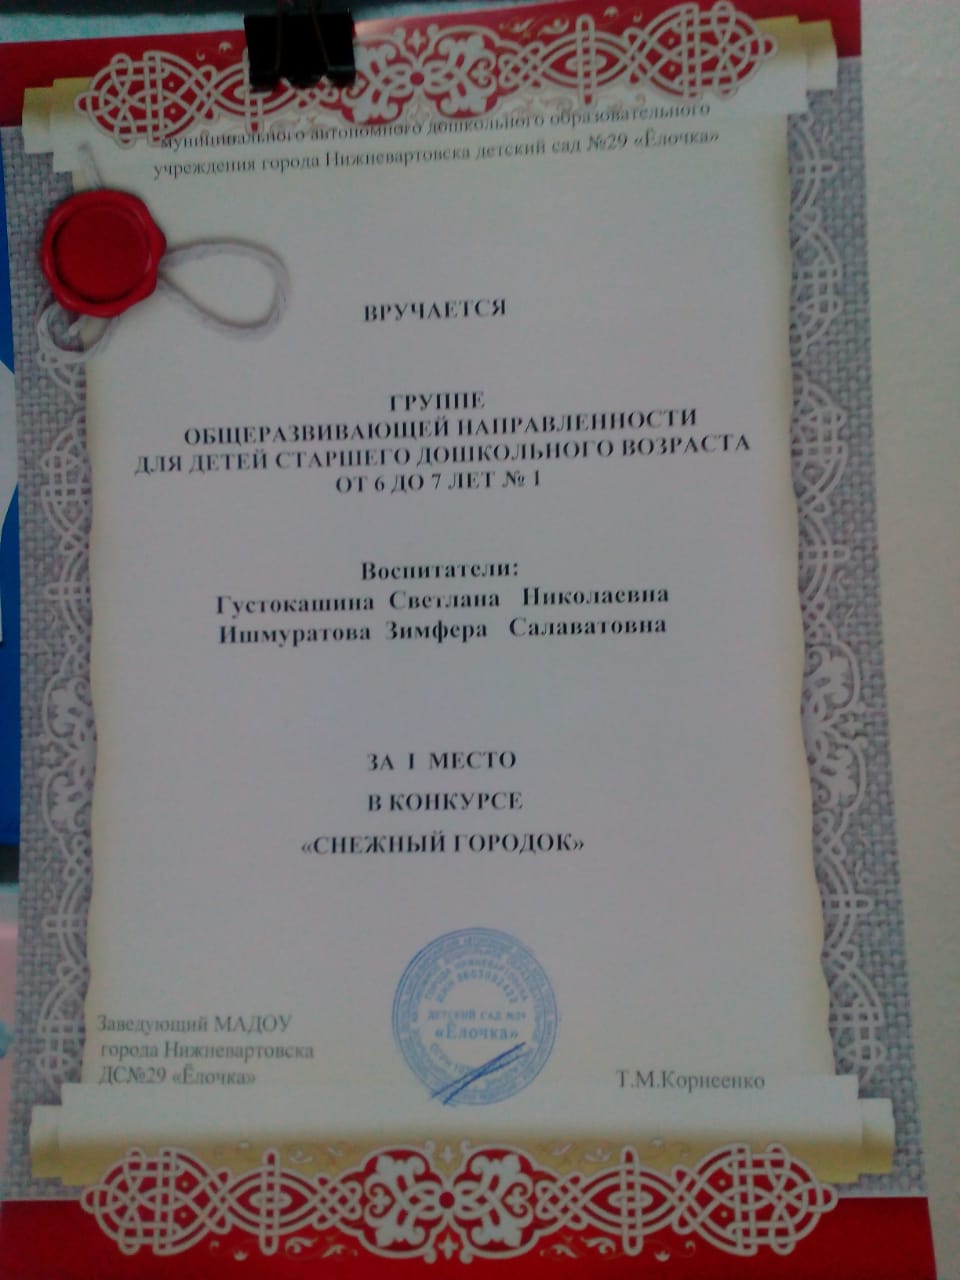 муниципального автономного дошкольного образовательного
учреждения города Нижневартовска детский сад №29 «Ёлочка»
ВРУЧАЕТСЯ
ГРУППЕ
ОБЩЕРАЗВИВАЮЩЕЙ НАПРАВЛЕННОСТИ
ДЛЯ ДЕТЕЙ СТАРШЕГО ДОШКОЛЬНОГО ВОЗРАСТА
ОТ 6 ДО 7 ЛЕТ № 1
Воспитатели:
Густокашина Светлана Николаевна
Ишмуратова Зимфера Салаватовна
ЗА I МЕСТО
В КОНКУРСЕ
«СНЕЖНЫЙ ГОРОДОК»
ДЕТСКИЙ САД №29
«Ёлочка»
Заведующий МАДОУ
города Нижневартовска
ДС№29 «Ёлочка»
Т.М.Корнеенко